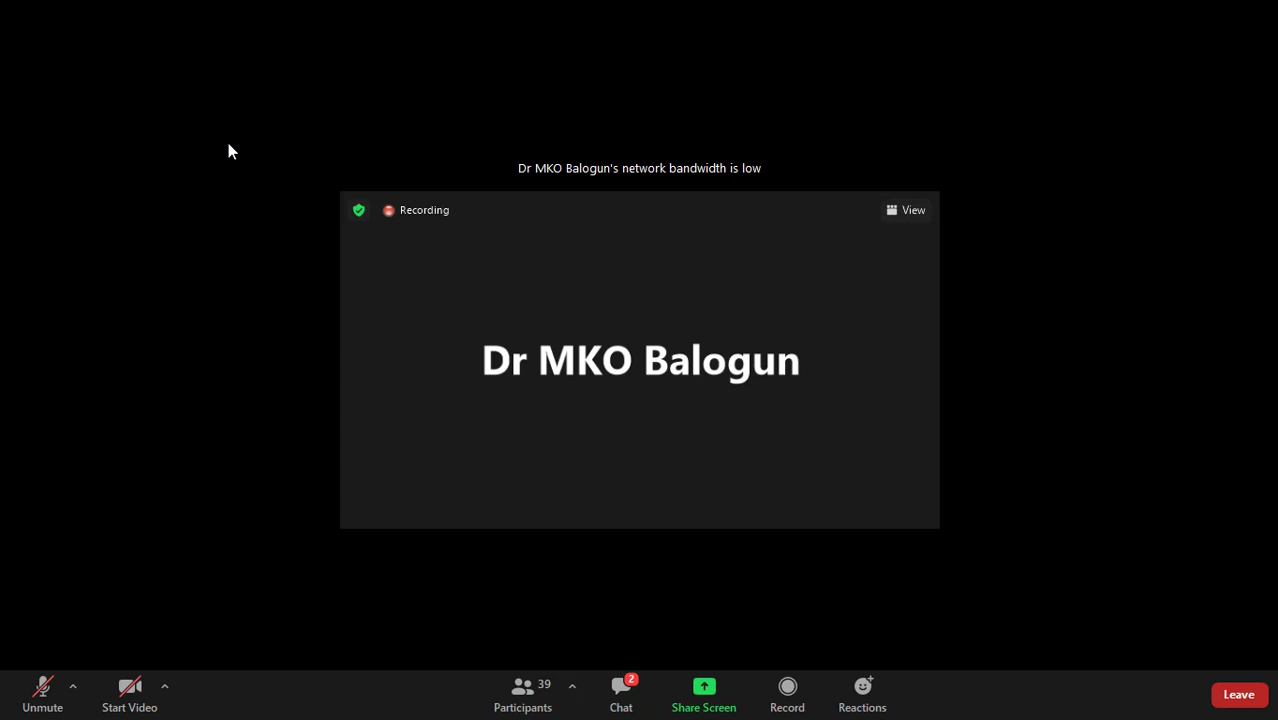 Dr MKO Balogun's network bandwidth is low
Recording
View
Dr MKO Balogun
39
2
Unmute
Start Video
Participants
Chat
Share Screen
Record
Reactions
Leave